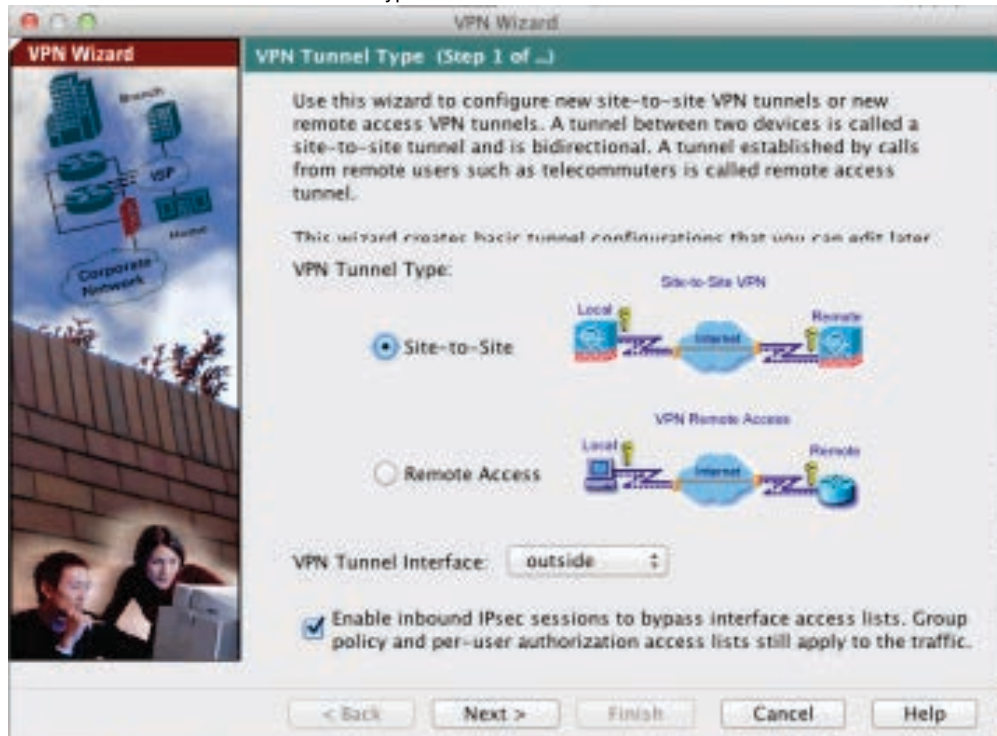 VPN Wizard
VPN Wizard
VPN Tunnel Type (Step 1 of ...)
Branch
ISP
Corporate
Network
Use this wizard to configure new site-to-site VPN tunnels or new
remote access VPN tunnels. A tunnel between two devices is called a
site-to-site tunnel and is bidirectional. A tunnel established by calls
from remote users such as telecommuters is called remote access
tunnel.
This wizard creates basic tunnel configurations that you can edit later
VPN Tunnel Type:
Site-to-Site VPN
Local
Remote
Internet
Site-to-Site
VPN Remote Access
Local
Remote
Internet
Remote Access
VPN Tunnel Interface: outside
Enable inbound IPsec sessions to bypass interface access lists. Group
policy and per-user authorization access lists still apply to the traffic.
< Back Next > Finish Cancel Help